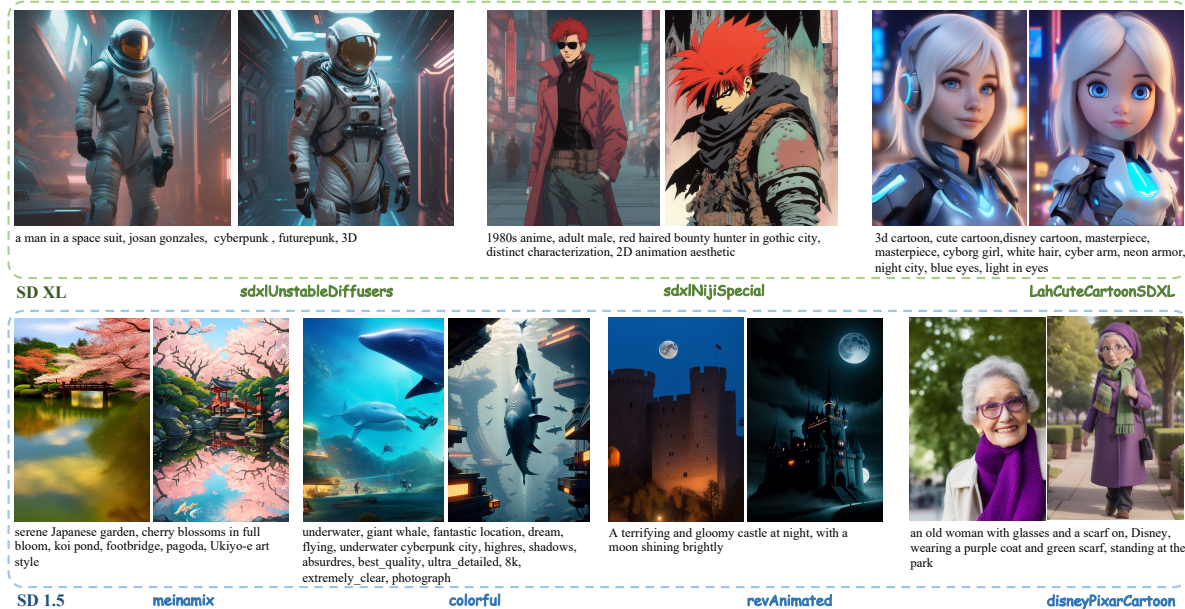 a man in a space suit, josan gonzales, cyberpunk , futurepunk, 3D
1980s anime, adult male, red haired bounty hunter in gothic city,
distinct characterization, 2D animation aesthetic
3d cartoon, cute cartoon,disney cartoon, masterpiece,
masterpiece, cyborg girl, white hair, cyber arm, neon armor,
night city, blue eyes, light in eyes
SD XL
sdxlUnstableDiffusers
sdxlNijiSpecial
LahCuteCartoonSDXL
serene Japanese garden, cherry blossoms in full
bloom, koi pond, footbridge, pagoda, Ukiyo-e art
style
underwater, giant whale, fantastic location, dream,
flying, underwater cyberpunk city, highres, shadows,
absurdres, best_quality, ultra_detailed, 8k,
extremely_clear, photograph
A terrifying and gloomy castle at night, with a
moon shining brightly
an old woman with glasses and a scarf on, Disney,
wearing a purple coat and green scarf, standing at the
park
SD 1.5
meinamix
colorful
revAnimated
disneyPixarCartoon